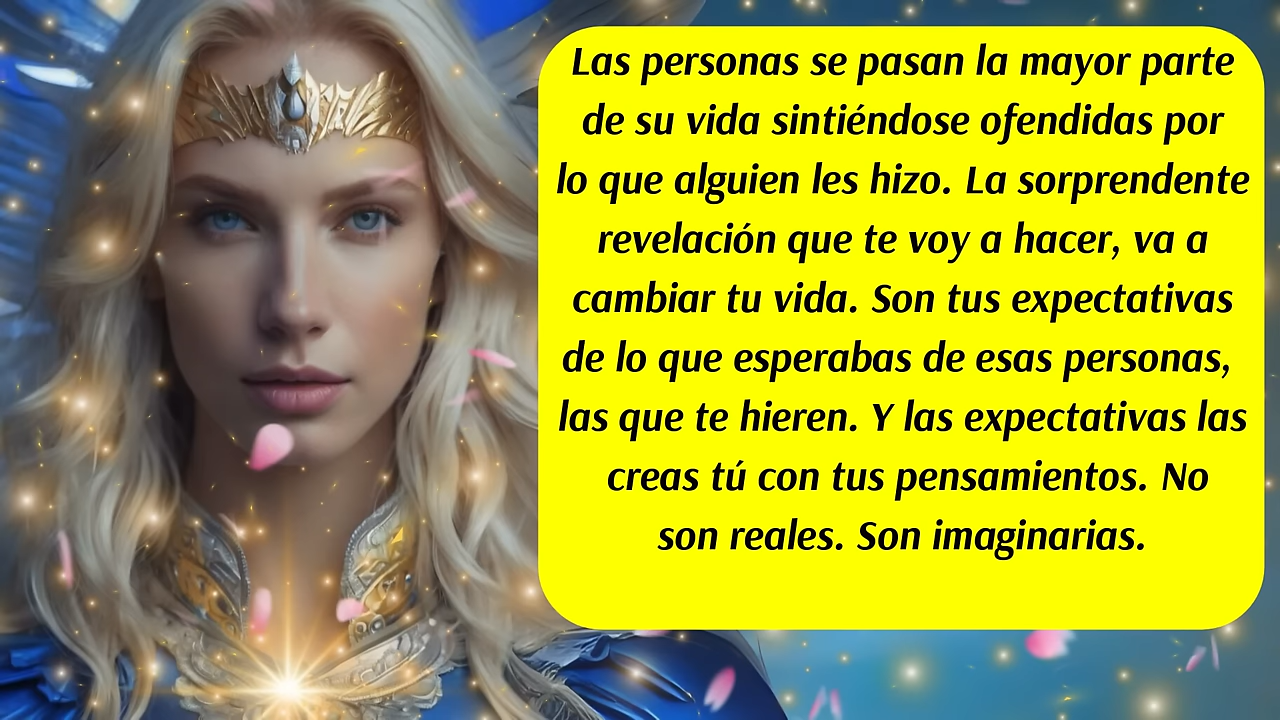 Las personas se pasan la mayor parte
de su vida sintiéndose ofendidas por
lo que alguien les hizo. La sorprendente
revelación que te voy a hacer, va a
cambiar tu vida. Son tus expectativas
de lo que esperabas de esas personas,
las que te hieren. Y las expectativas las
creas tú con tus pensamientos. No
son reales. Son imaginarias.